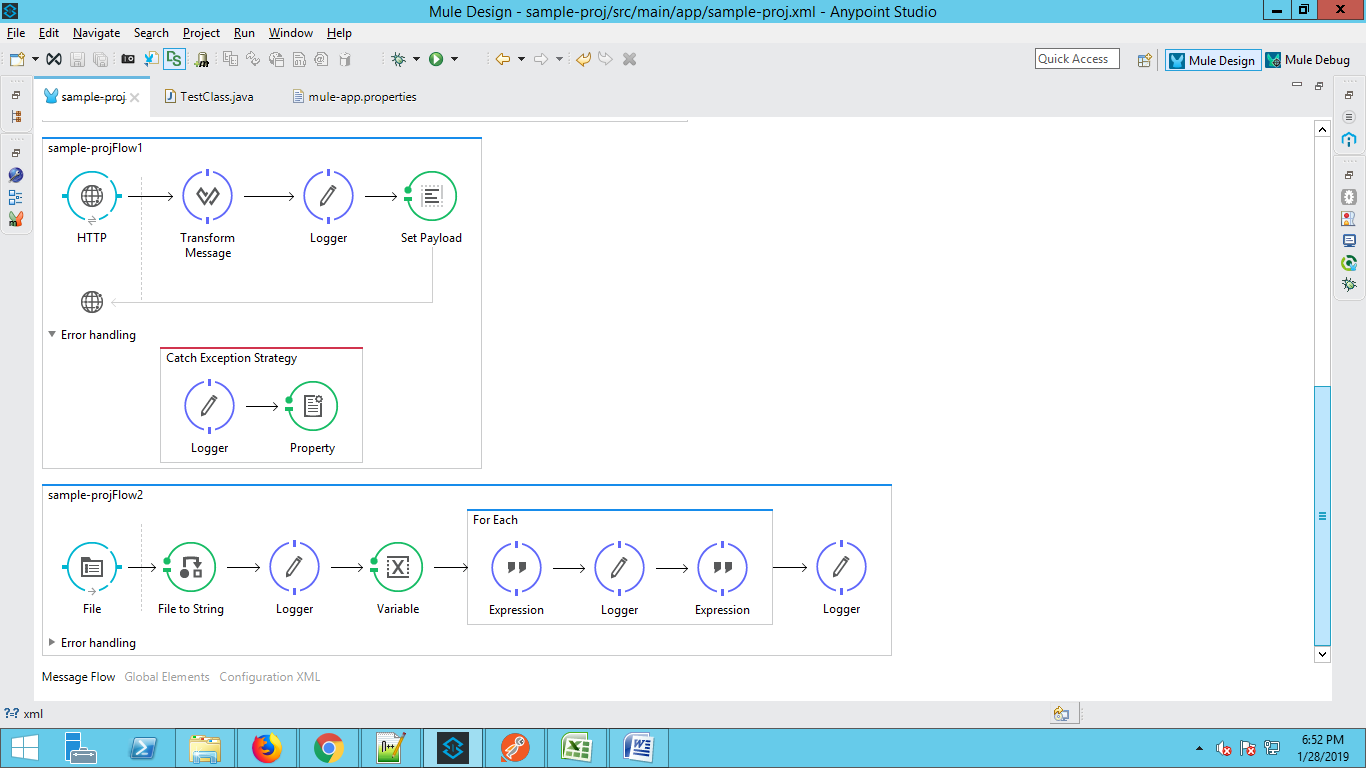 Mule Design - sample-proj/src/main/app/sample-proj.xml - Anypoint Studio
File Edit Navigate Search Project Run Window Help
Quick Access
Mule Design
Mule Debug
sample-proj
TestClass.java
mule-app.properties
sample-projFlow1
HTTP
Transform
Message
Logger
Set Payload
Error handling
Catch Exception Strategy
Logger
Property
sample-projFlow2
For Each
File
File to String
Logger
Variable
Expression
Logger
Expression
Logger
Error handling
Message Flow Global Elements Configuration XML
xml
6:52 PM
1/28/2019